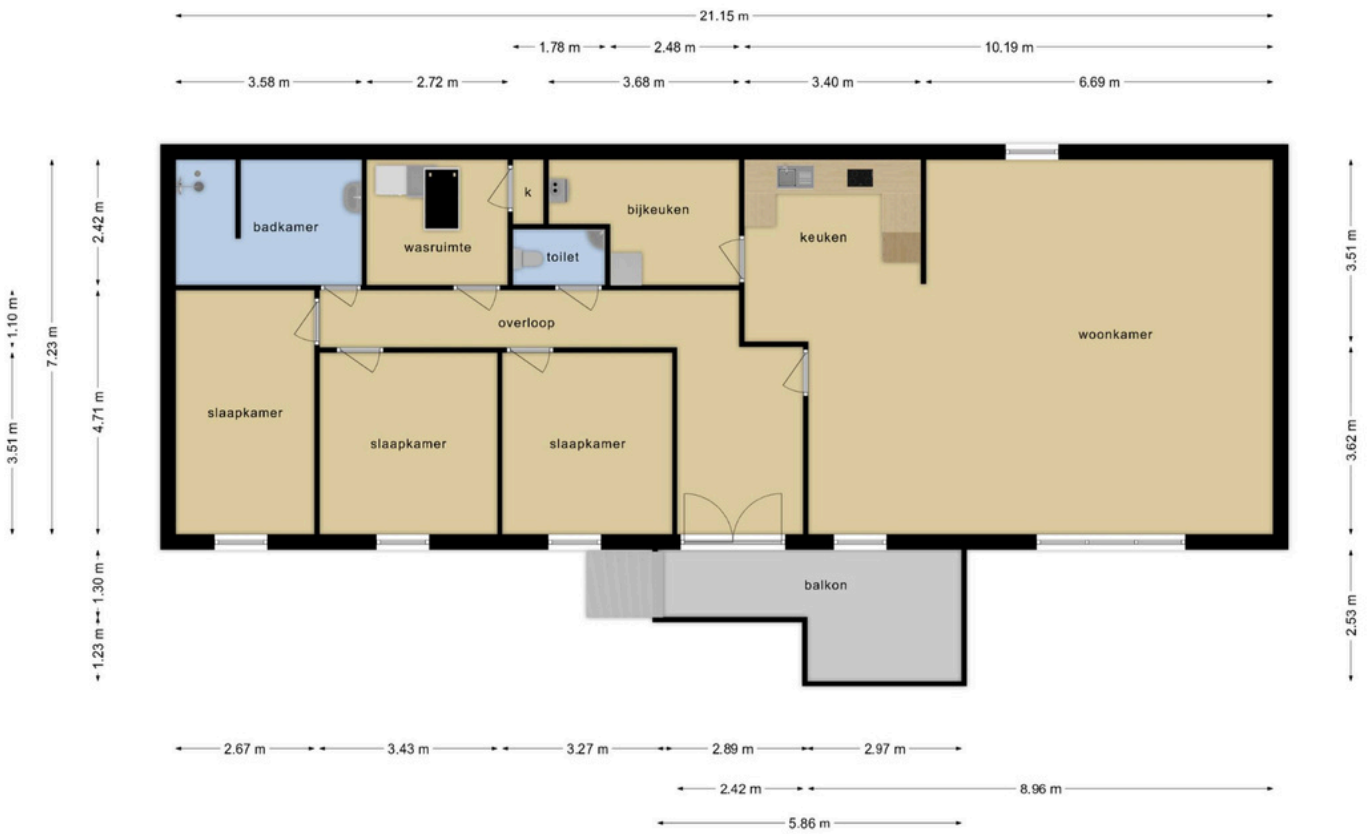 21.15 m
1.78 m
2.48 m
10.19 m
3.58 m
2.72 m
3.68 m
3.40 m
6.69 m
k
badkamer
wasruimte
bijkeuken
toilet
keuken
overloop
woonkamer
slaapkamer
slaapkamer
slaapkamer
balkon
2.42 m
1.10 m
7.23 m
4.71 m
3.51 m
1.30 m
1.23 m
3.51 m
3.62 m
2.53 m
2.67 m
3.43 m
3.27 m
2.89 m
2.97 m
2.42 m
8.96 m
5.86 m